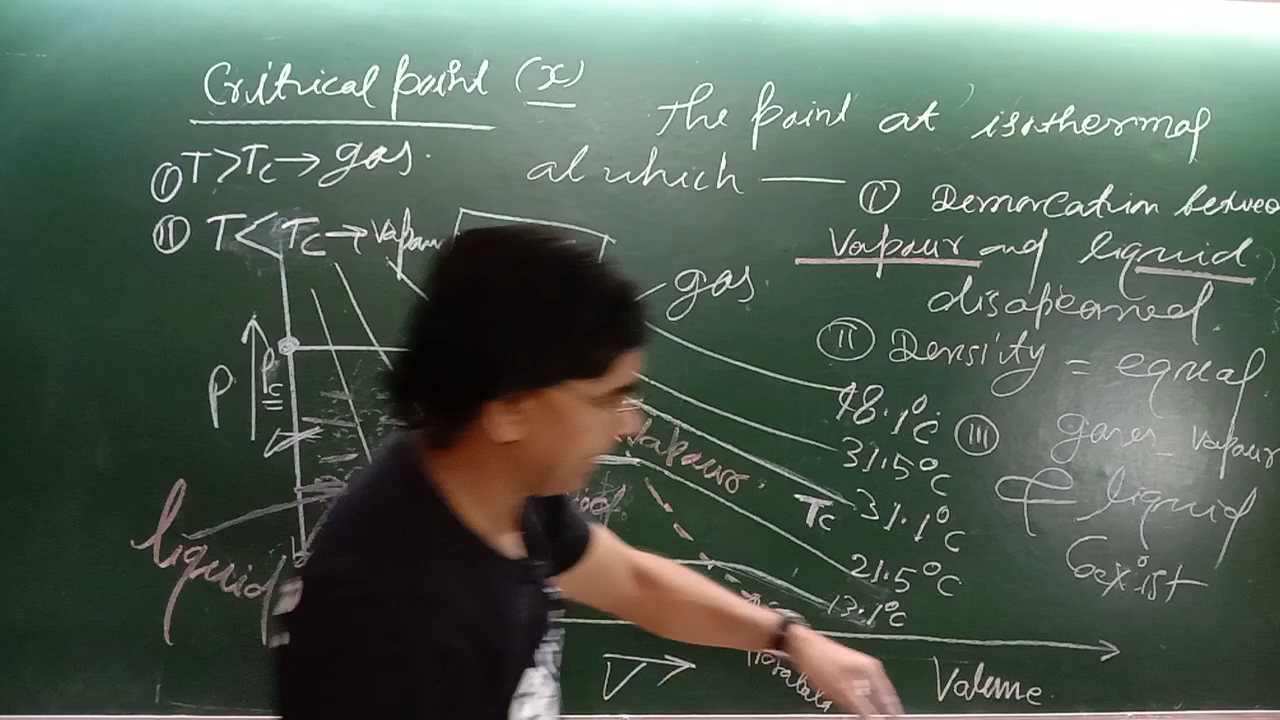 Critical point (x)
The point at isothermal
at which —
① T>Tc → gas.
② T< Tc → vapour
① Demarcation between
vapour and liquid
disapeared.
② Density = equal
③ gases vapour
& liquid
Coexist
gas.
P
Pc
48.1°C
31.5°C
Tc 31.1°C
21.5°C
13.1°C
vapour.
liquid
V
Volume.